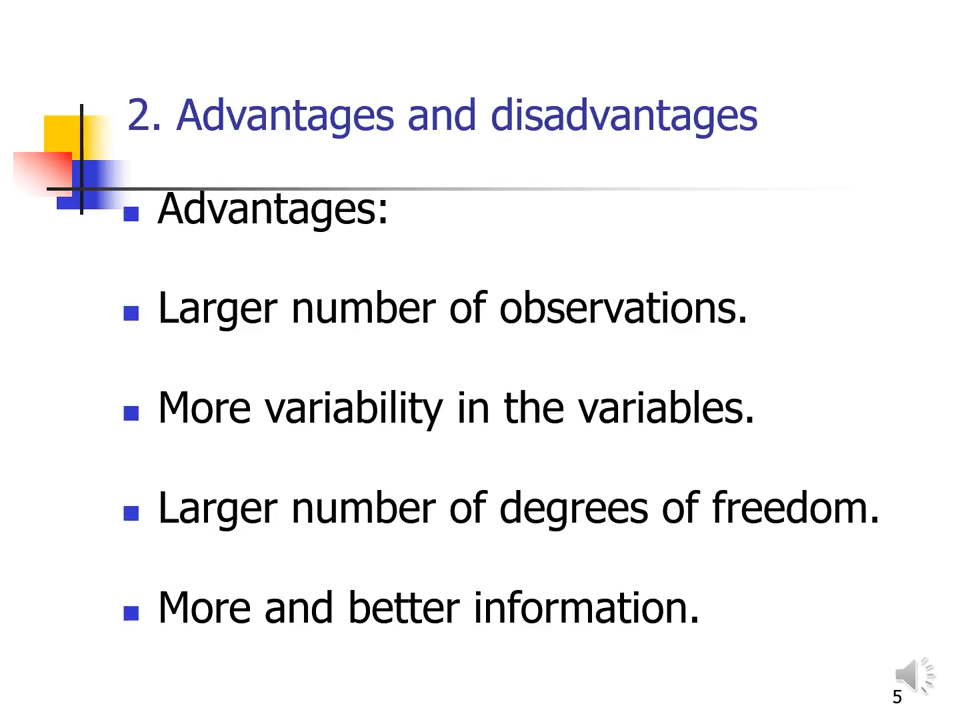 2. Advantages and disadvantages
Advantages:
Larger number of observations.
More variability in the variables.
Larger number of degrees of freedom.
More and better information.
5